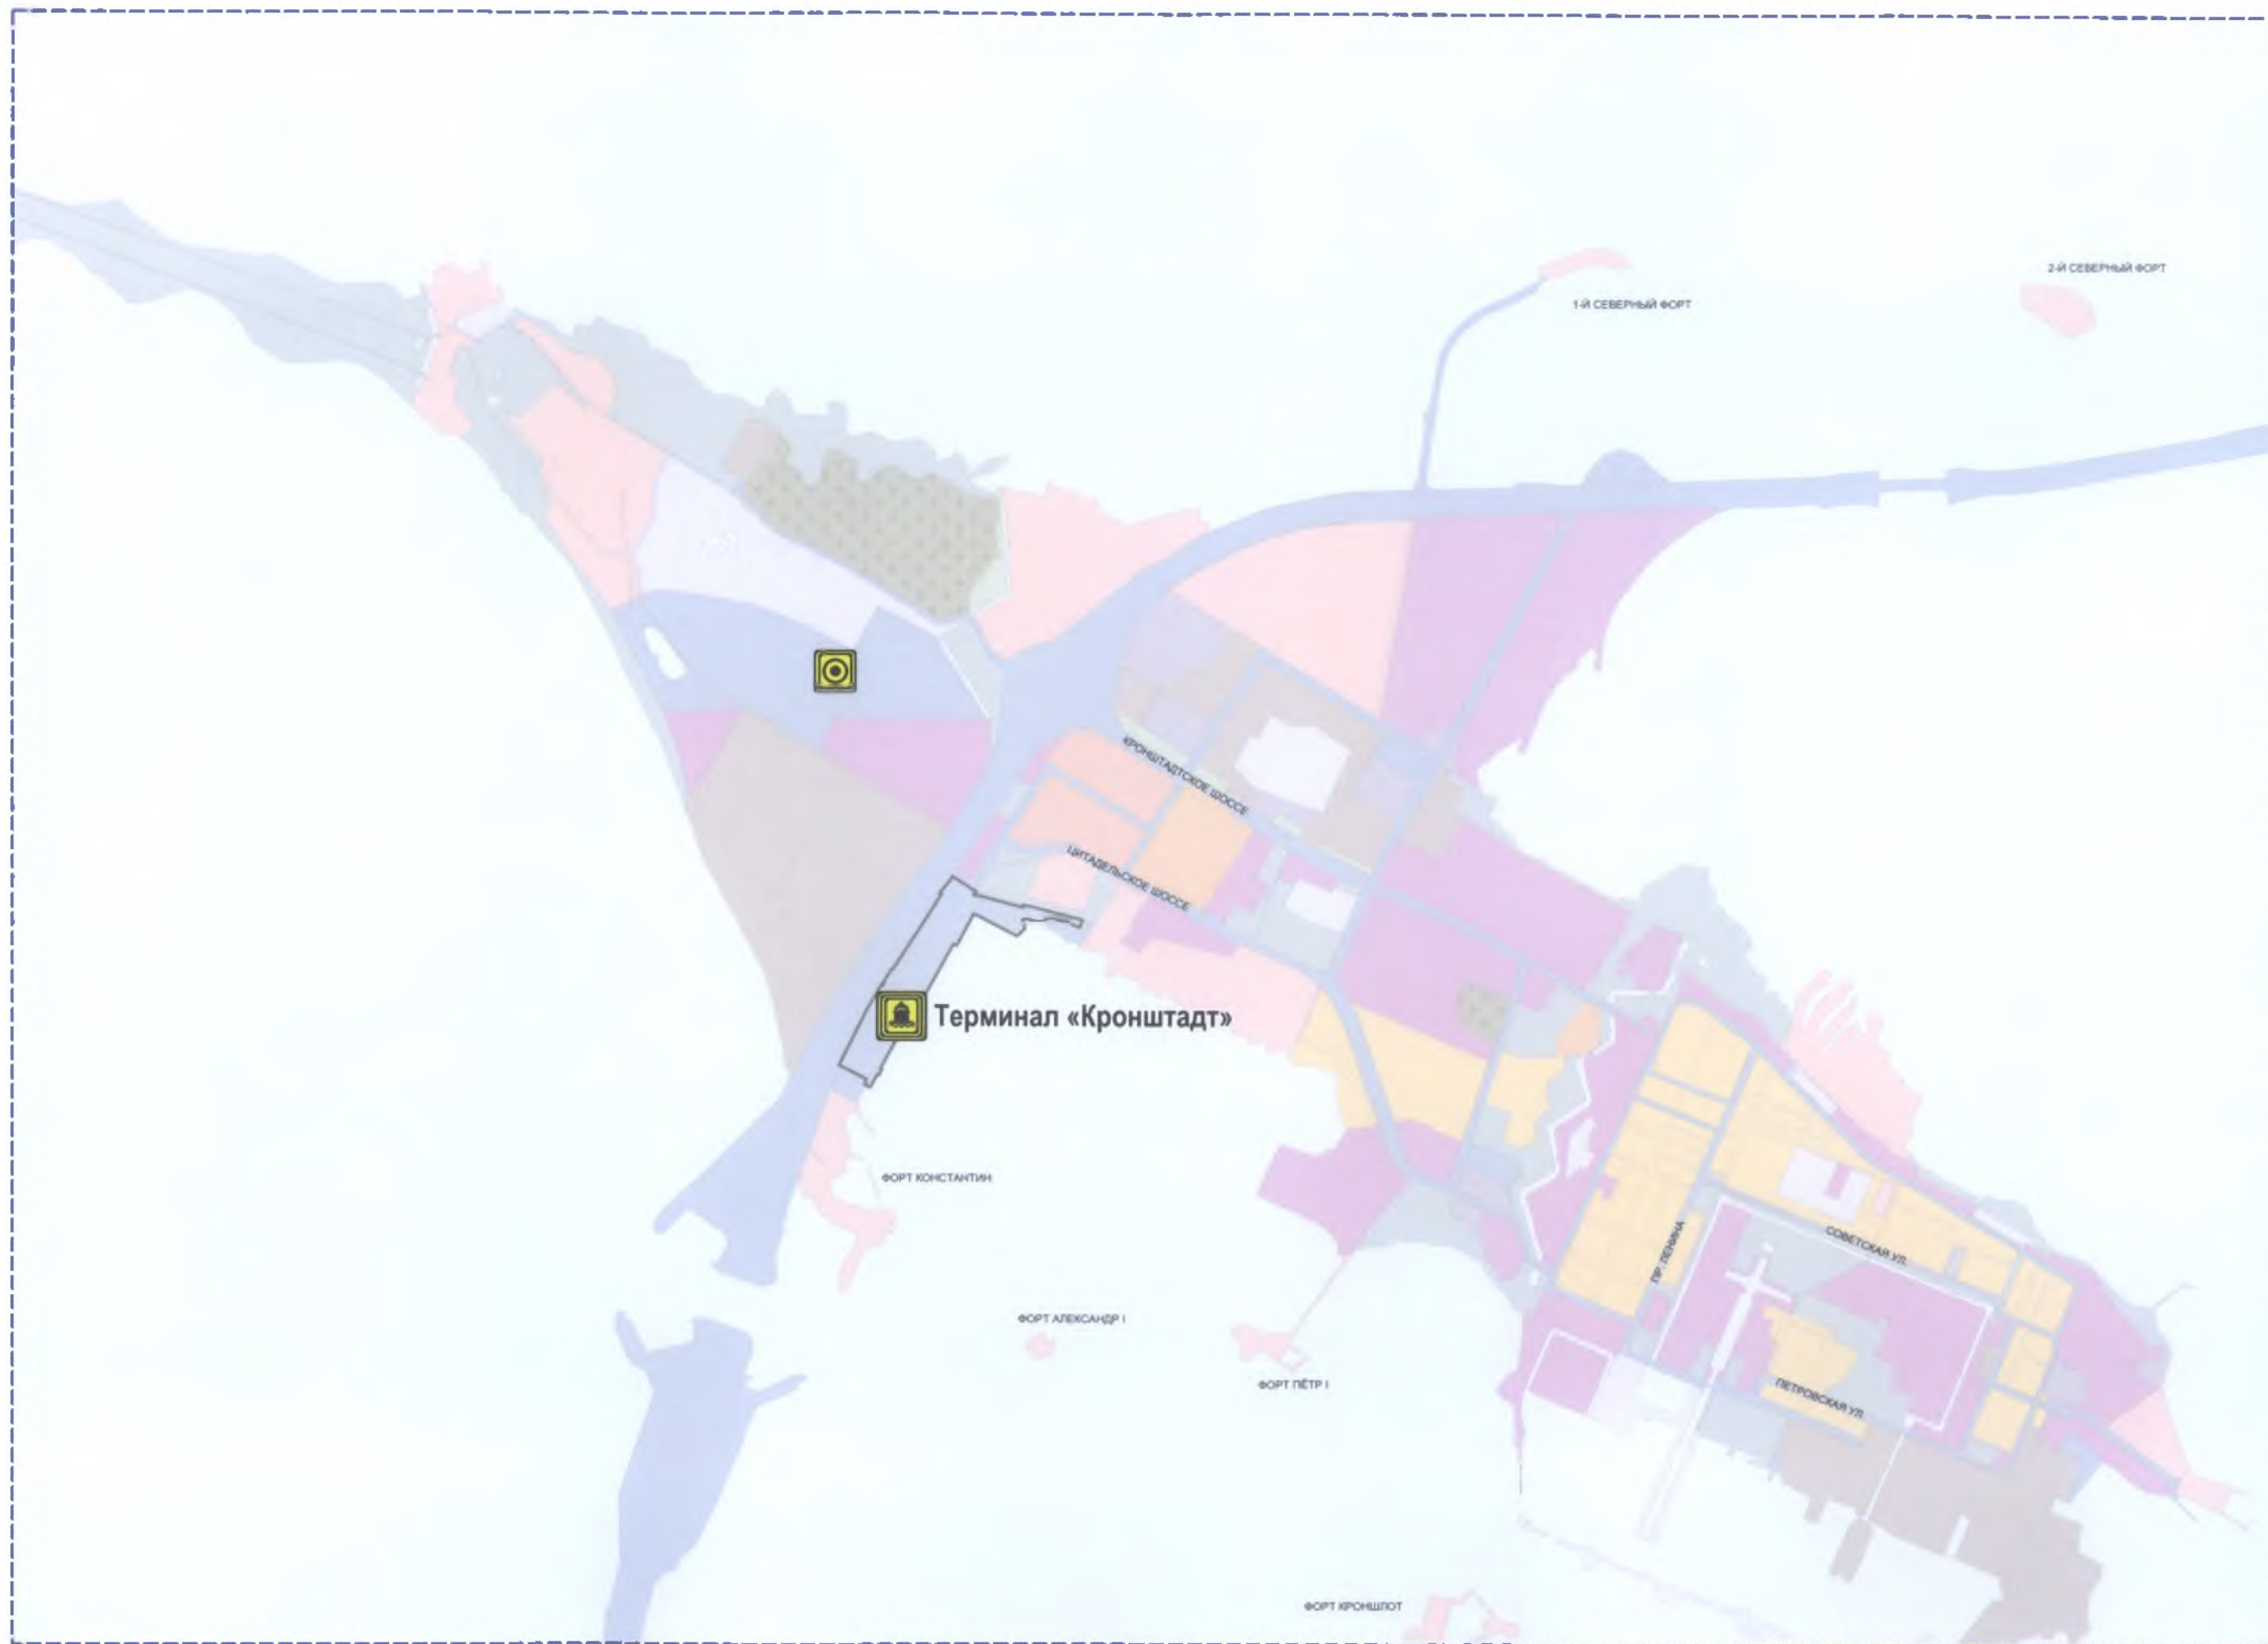 2-Й СЕВЕРНЫЙ ФОРТ
1-Й СЕВЕРНЫЙ ФОРТ
КРОНШТАДТСКОЕ ШОССЕ
ЦИТАДЕЛЬСКОЕ ШОССЕ
Терминал «Кронштадт»
ФОРТ КОНСТАНТИН
ПР. ЛЕНИНА
СОВЕТСКАЯ УЛ.
ФОРТ АЛЕКСАНДР I
ФОРТ ПЁТР I
ПЕТРОВСКАЯ УЛ.
ФОРТ КРОНШЛОТ